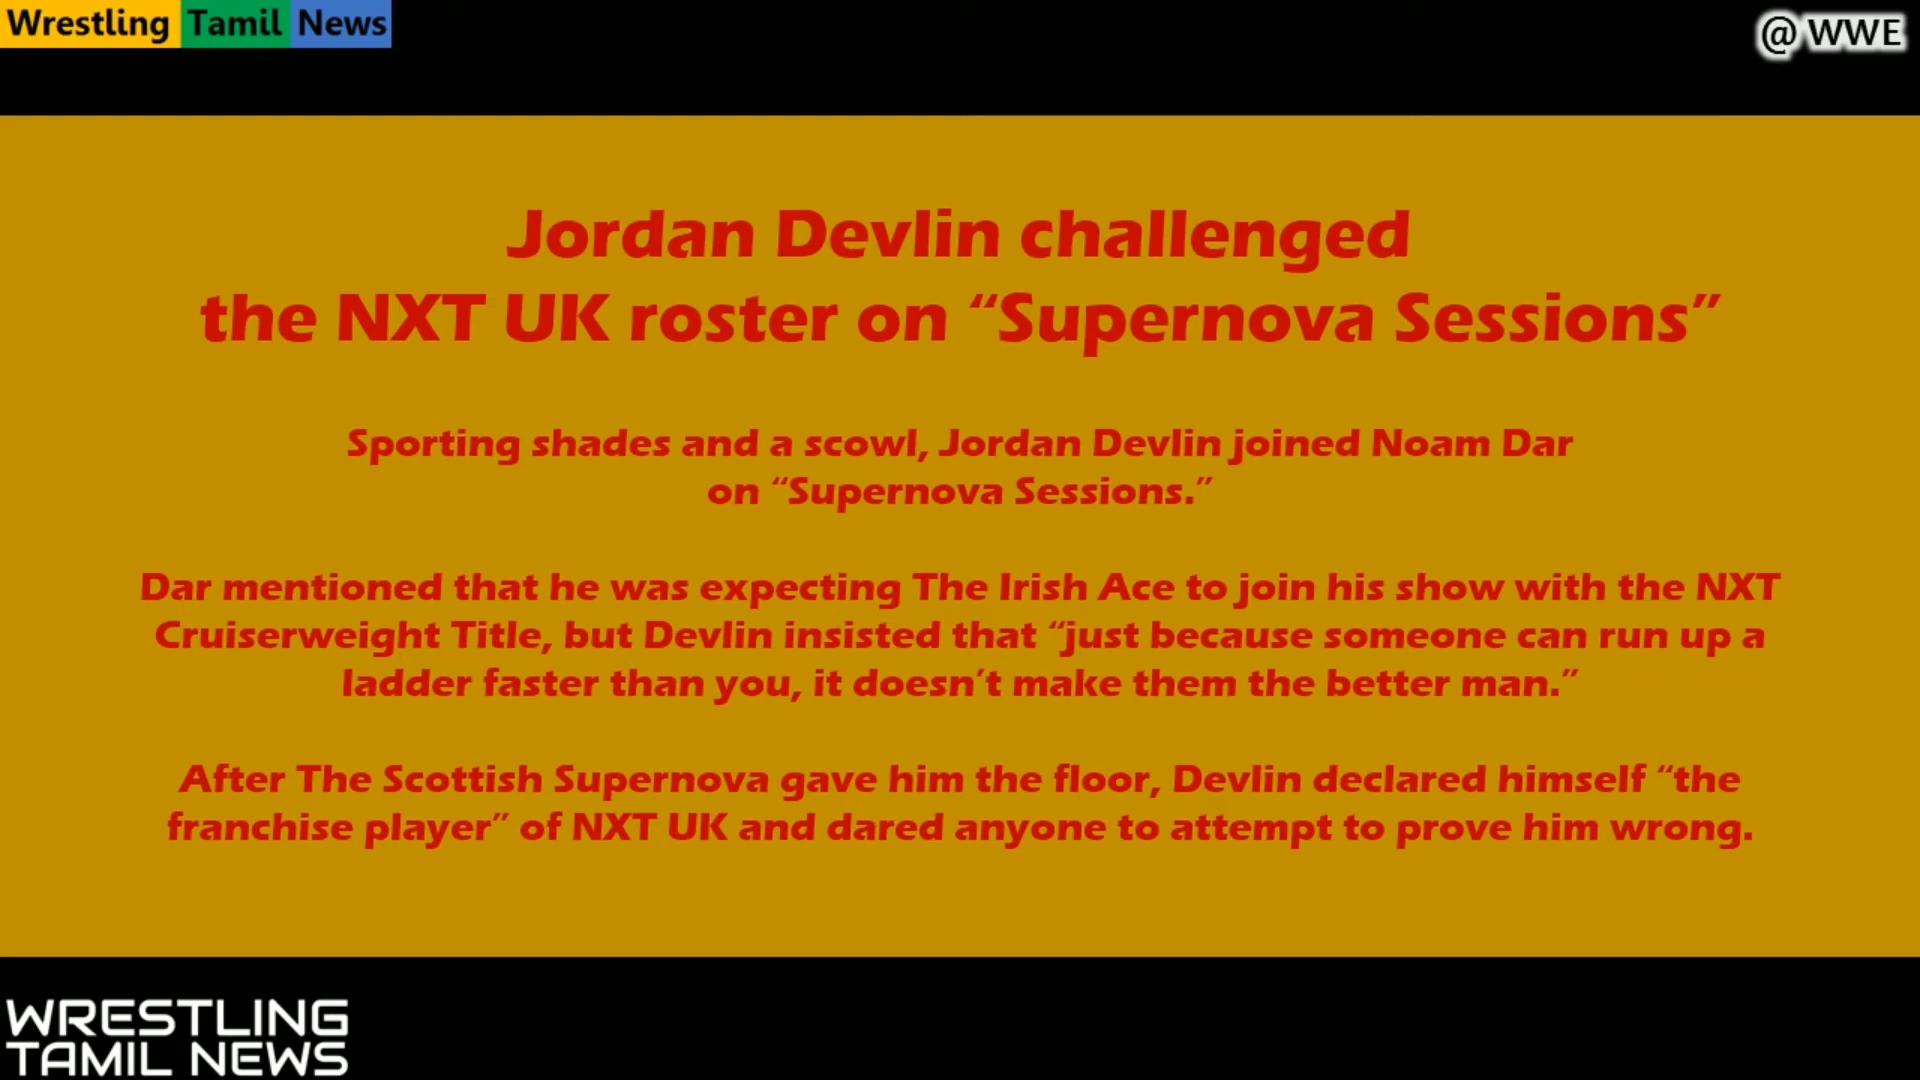 Wrestling Tamil News
@ WWE
Jordan Devlin challenged
the NXT UK roster on “Supernova Sessions”
Sporting shades and a scowl, Jordan Devlin joined Noam Dar
on “Supernova Sessions.”
Dar mentioned that he was expecting The Irish Ace to join his show with the NXT
Cruiserweight Title, but Devlin insisted that “just because someone can run up a
ladder faster than you, it doesn’t make them the better man.”
After The Scottish Supernova gave him the floor, Devlin declared himself “the
franchise player” of NXT UK and dared anyone to attempt to prove him wrong.
WRESTLING
TAMIL NEWS